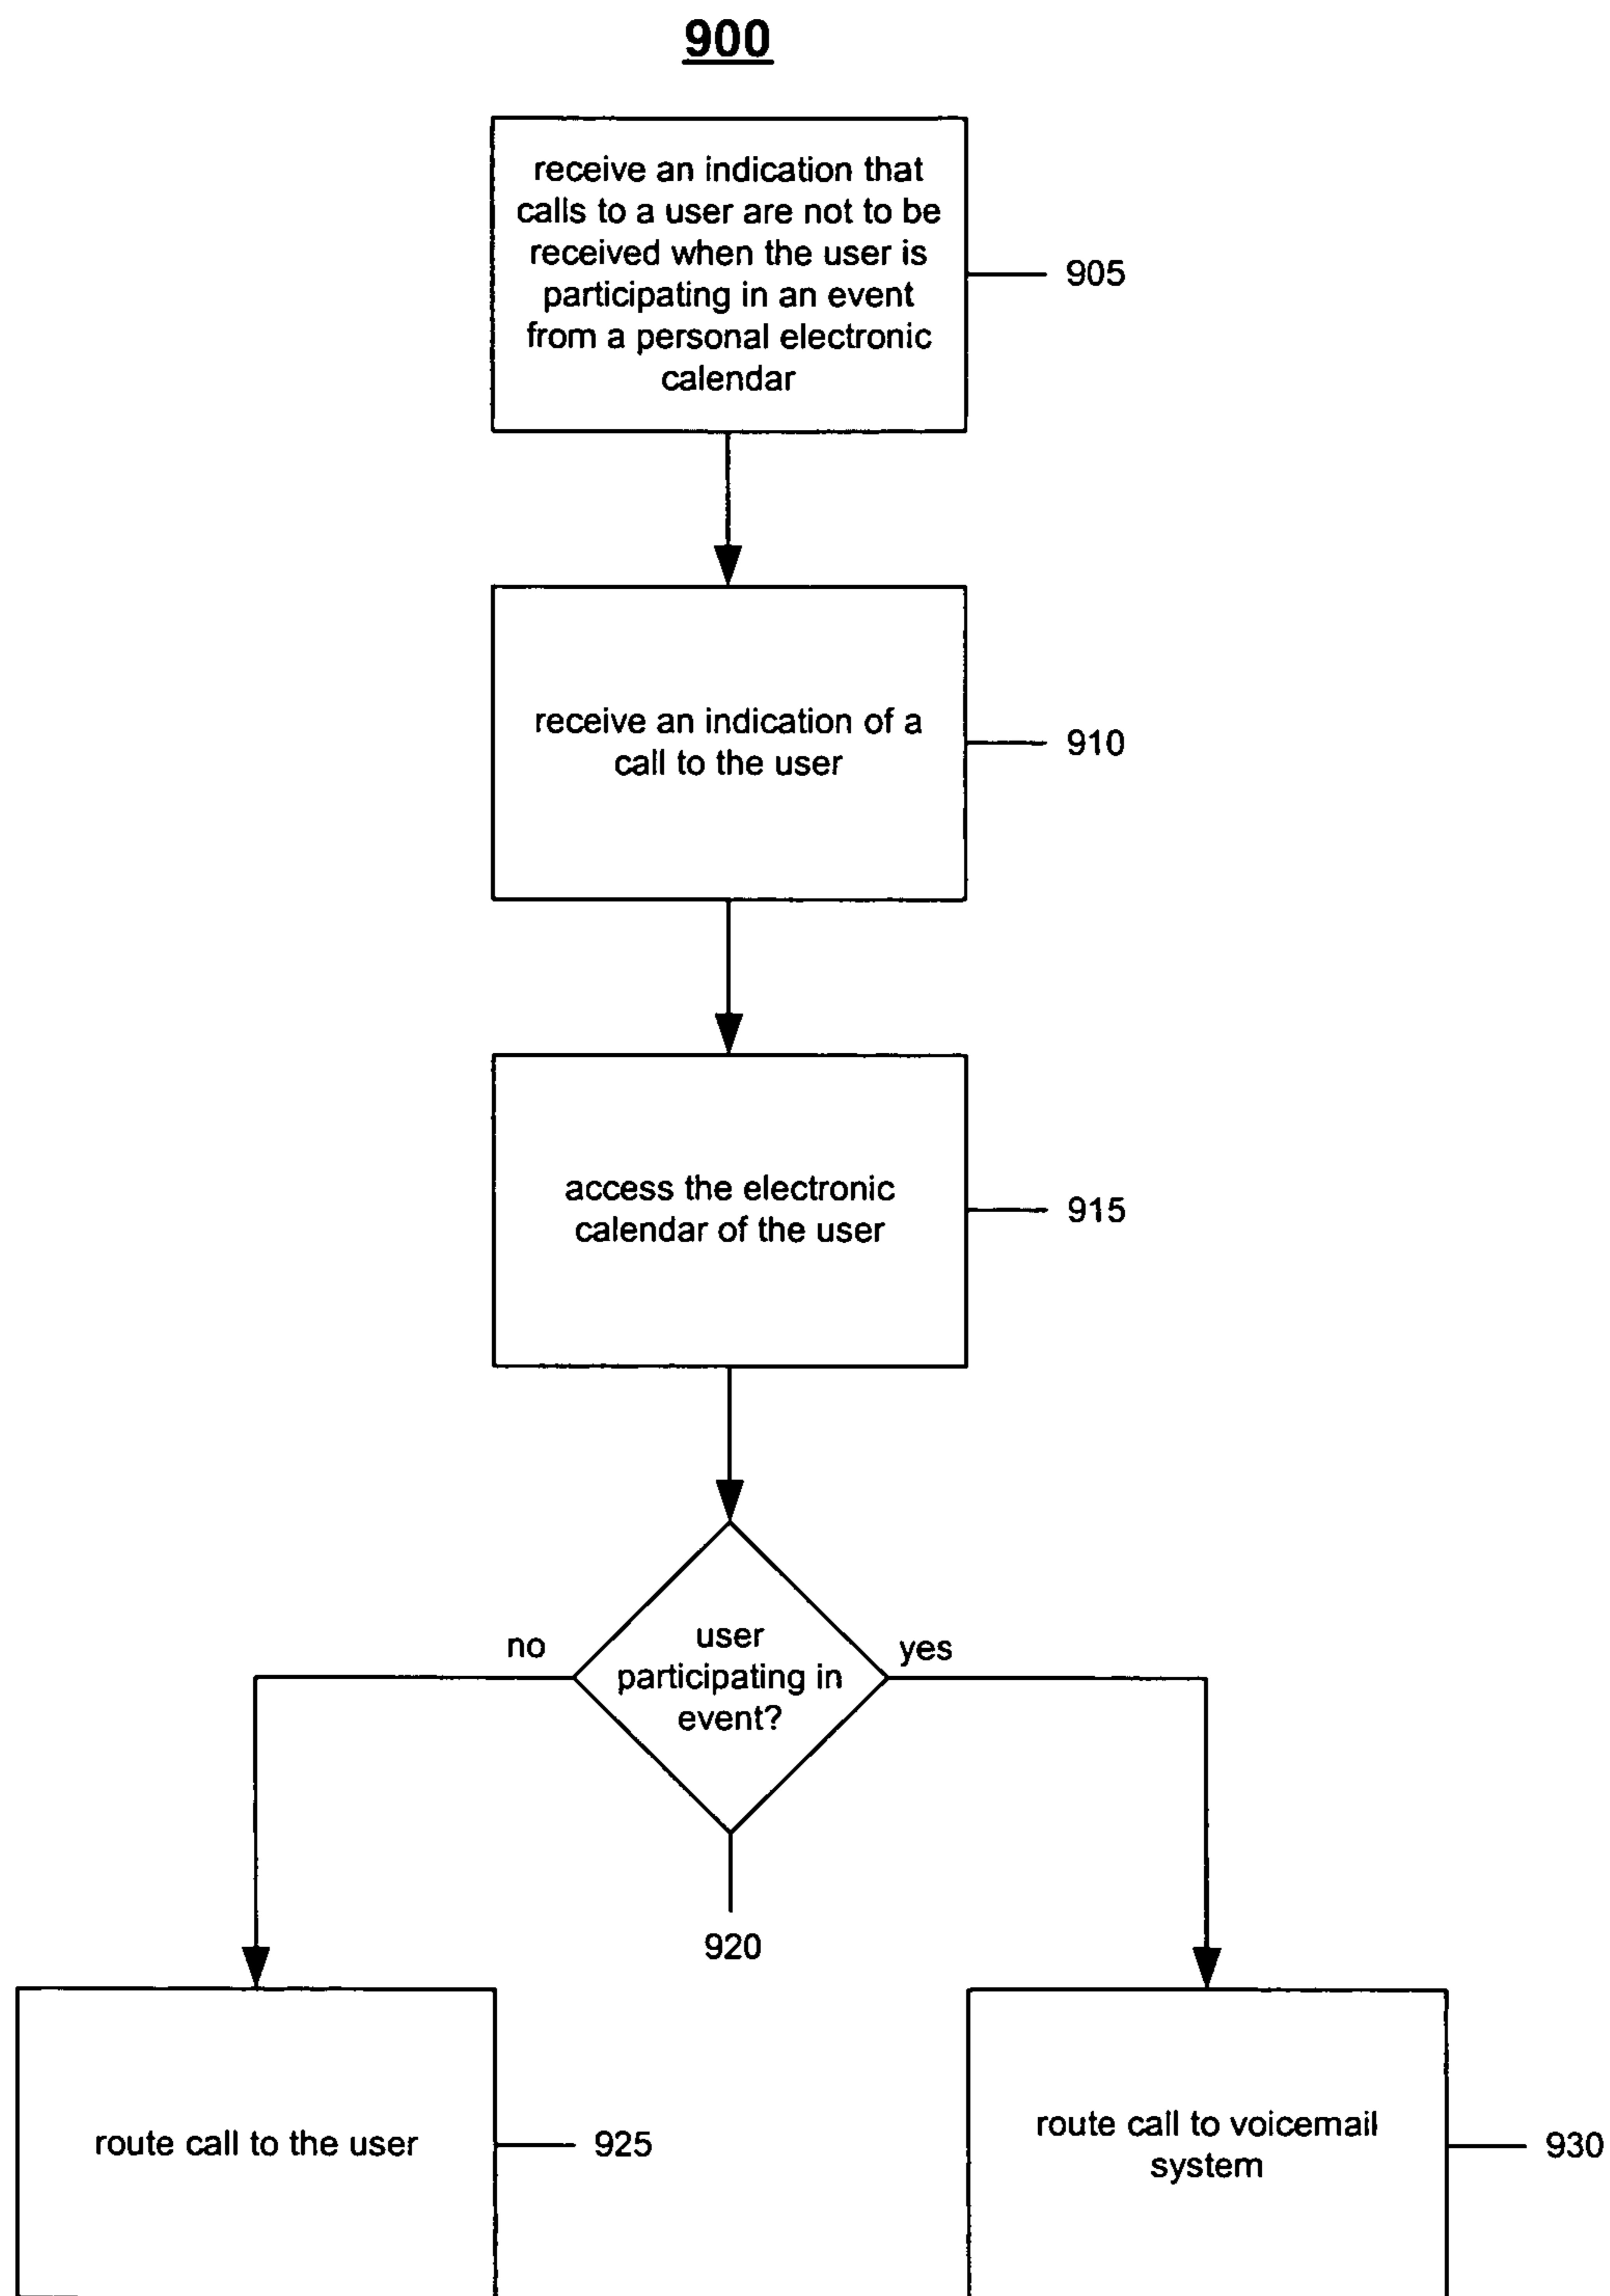 900
receive an indication that
calls to a user are not to be
received when the user is
participating in an event
from a personal electronic
calendar
905
receive an indication of a
call to the user
910
access the electronic
calendar of the user
915
no
user
participating in
event?
yes
920
route call to the user
925
route call to voicemail
system
930